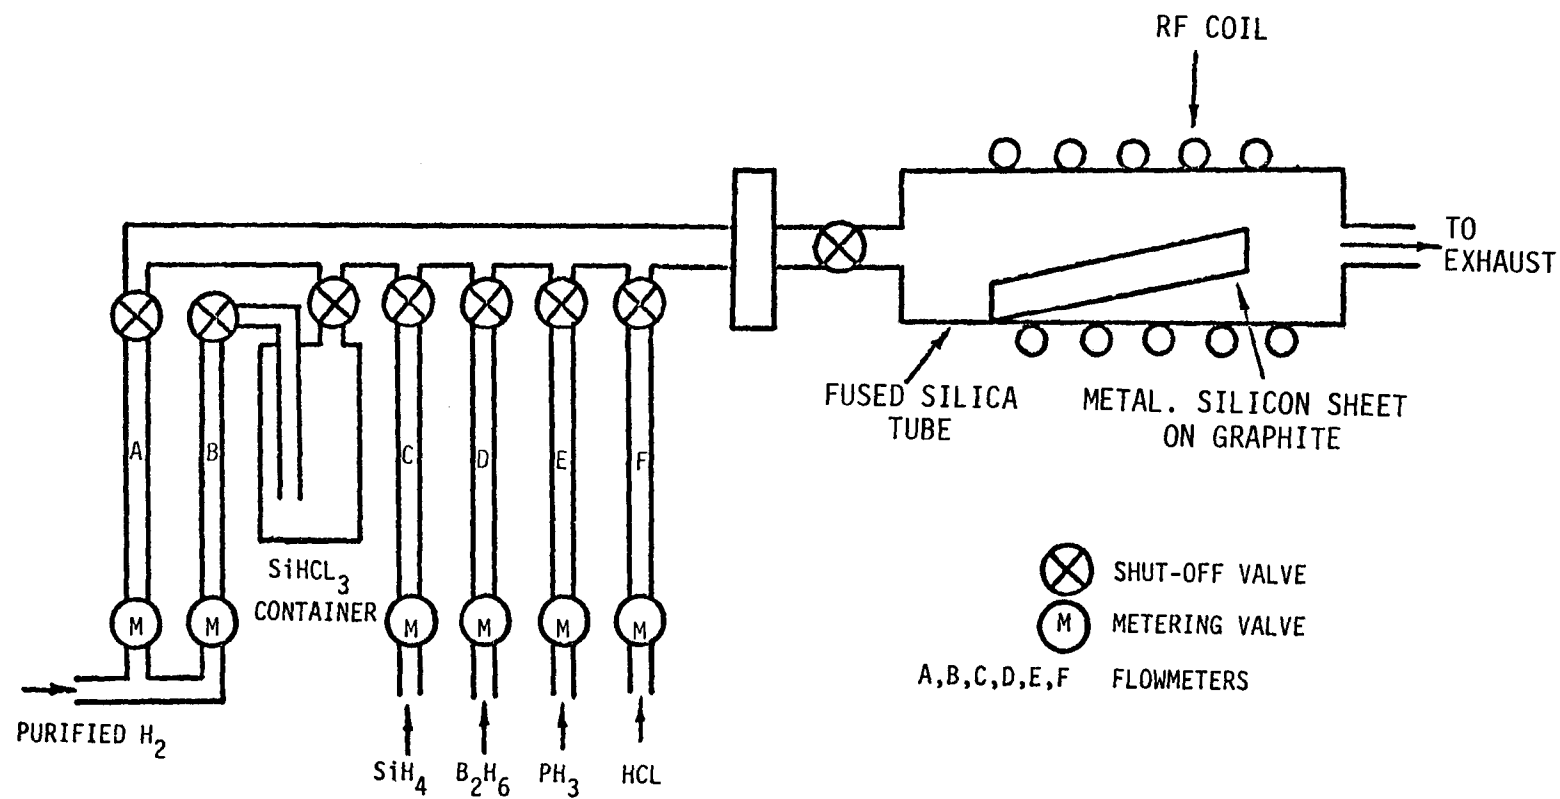 RF COIL
TO
EXHAUST
FUSED SILICA
TUBE
METAL. SILICON SHEET
ON GRAPHITE
A
B
C
D
E
F
SiHCL3
CONTAINER
M
M
M
M
M
M
PURIFIED H2
SiH4
B2H6
PH3
HCL
SHUT-OFF VALVE
M METERING VALVE
A,B,C,D,E,F FLOWMETERS